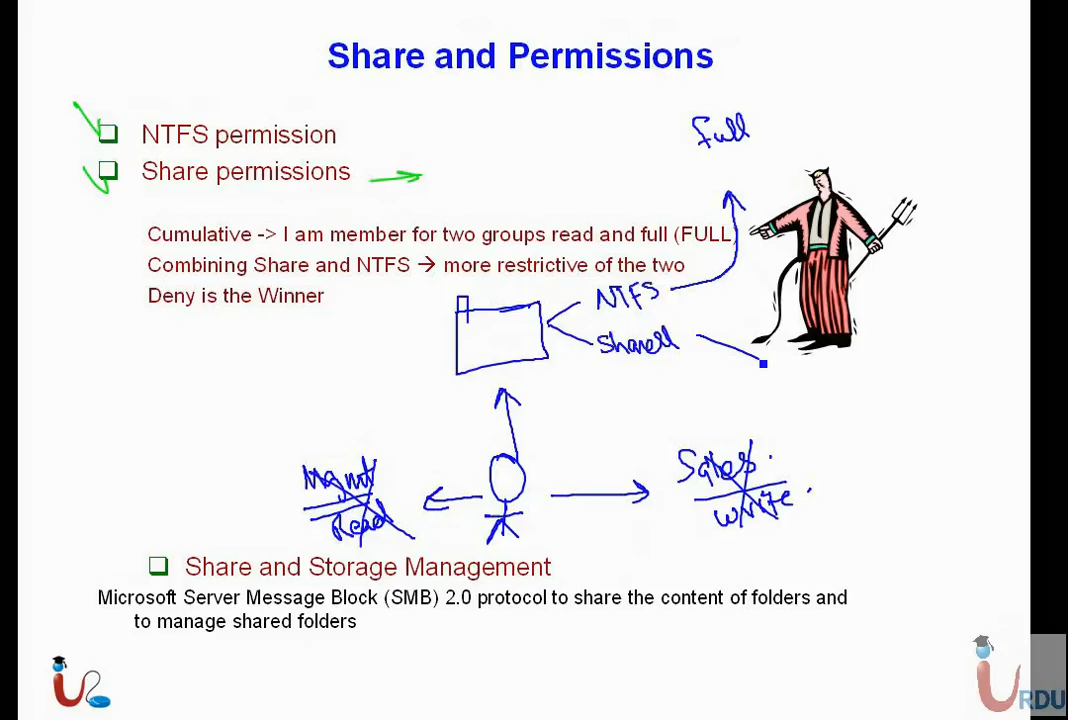 Share and Permissions
NTFS permission
Full
Share permissions
Cumulative -> I am member for two groups read and full (FULL)
Combining Share and NTFS → more restrictive of the two
Deny is the Winner
NTFS
Mgmt
Read
Sales
write
Share and Storage Management
Microsoft Server Message Block (SMB) 2.0 protocol to share the content of folders and
to manage shared folders
URDU